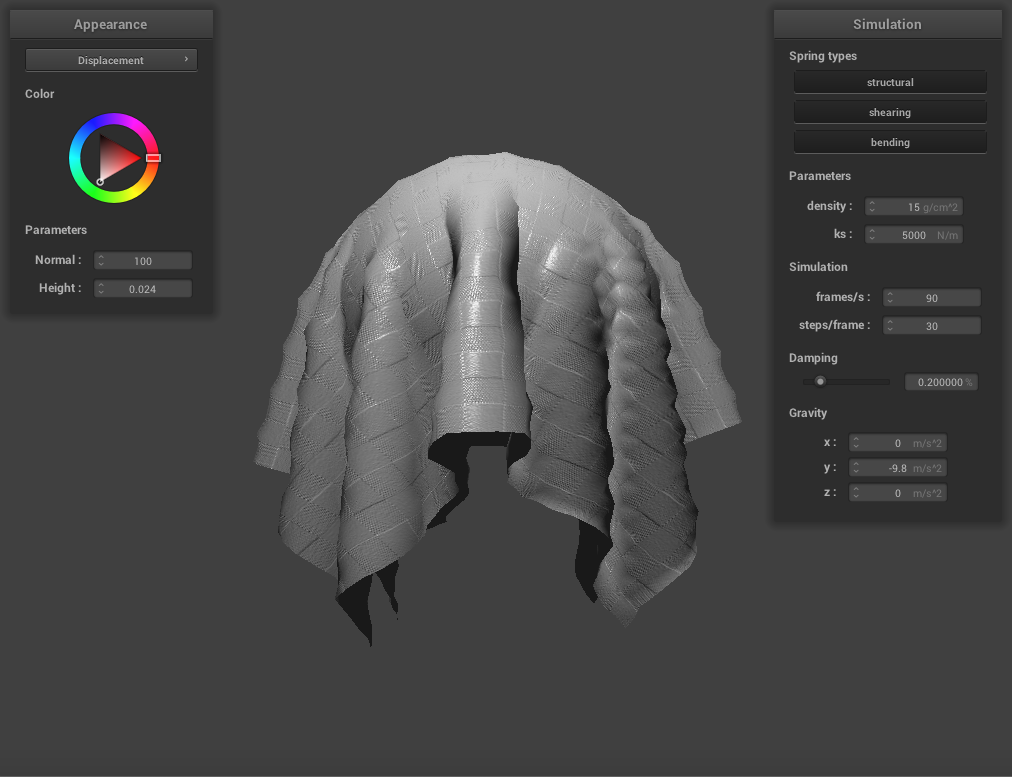 Appearance
Displacement
Color
Parameters
Normal : 100
Height : 0.024
Simulation
Spring types
structural
shearing
bending
Parameters
density : 15 g/cm^2
ks : 5000 N/m
Simulation
frames/s : 90
steps/frame : 30
Damping
0.200000 %
Gravity
x : 0 m/s^2
y : -9.8 m/s^2
z : 0 m/s^2